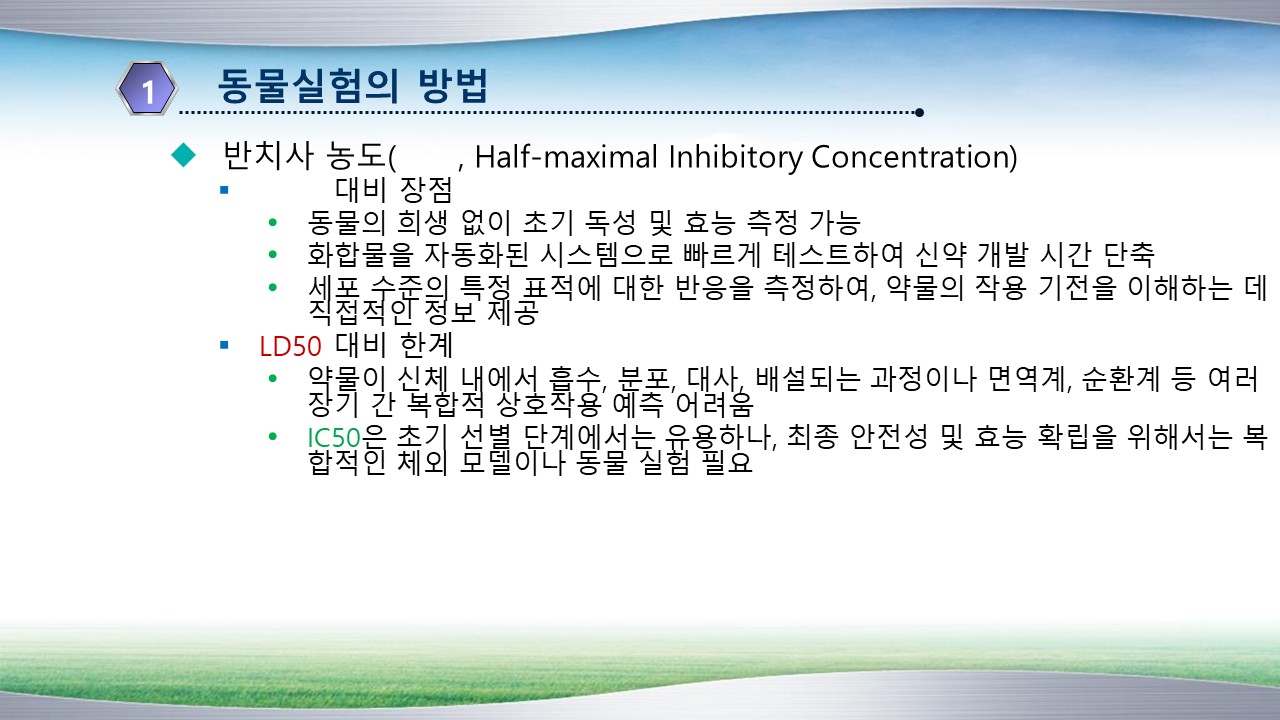 1
동물실험의 방법
반치사 농도( , Half-maximal Inhibitory Concentration)
대비 장점
동물의 희생 없이 초기 독성 및 효능 측정 가능
화합물을 자동화된 시스템으로 빠르게 테스트하여 신약 개발 시간 단축
세포 수준의 특정 표적에 대한 반응을 측정하여, 약물의 작용 기전을 이해하는 데
직접적인 정보 제공
LD50 대비 한계
약물이 신체 내에서 흡수, 분포, 대사, 배설되는 과정이나 면역계, 순환계 등 여러
장기 간 복합적 상호작용 예측 어려움
IC50은 초기 선별 단계에서는 유용하나, 최종 안전성 및 효능 확립을 위해서는 복
합적인 체외 모델이나 동물 실험 필요